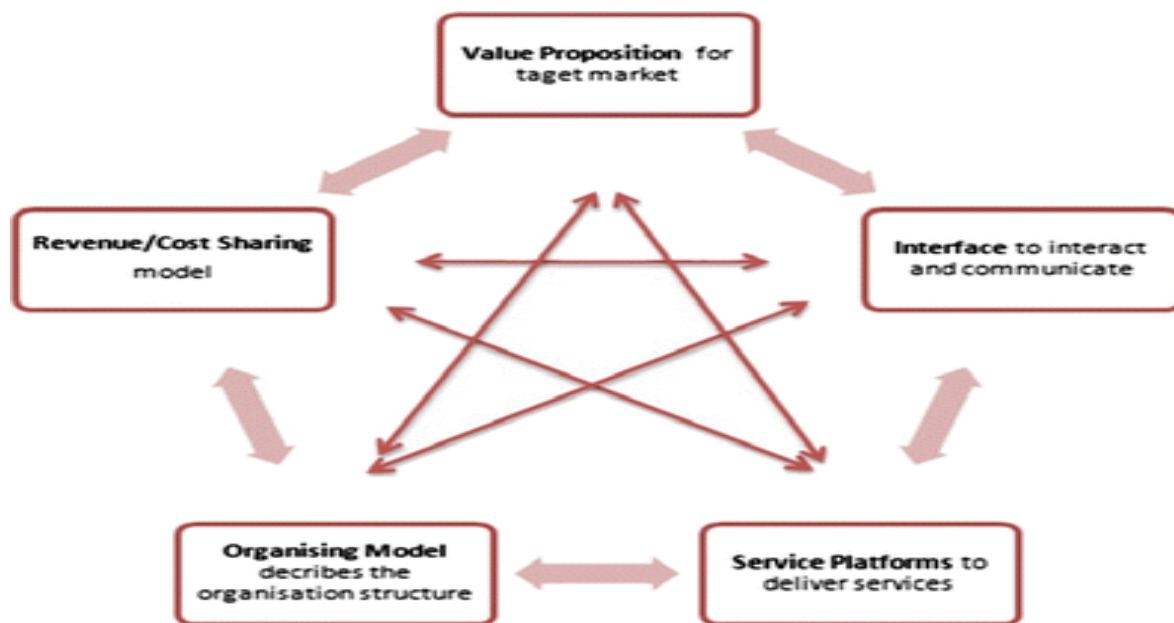 Value Proposition for
taget market
Revenue/Cost Sharing
model
Interface to interact
and communicate
Organising Model
decribes the
organisation structure
Service Platforms to
deliver services